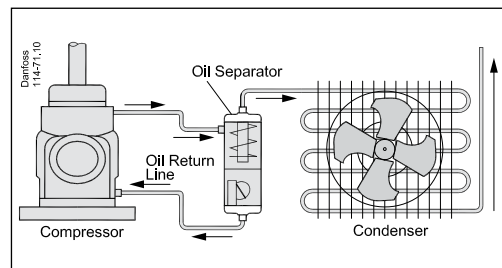 Danfoss
114-71.10
Oil Separator
Oil Return
Line
Compressor
Condenser